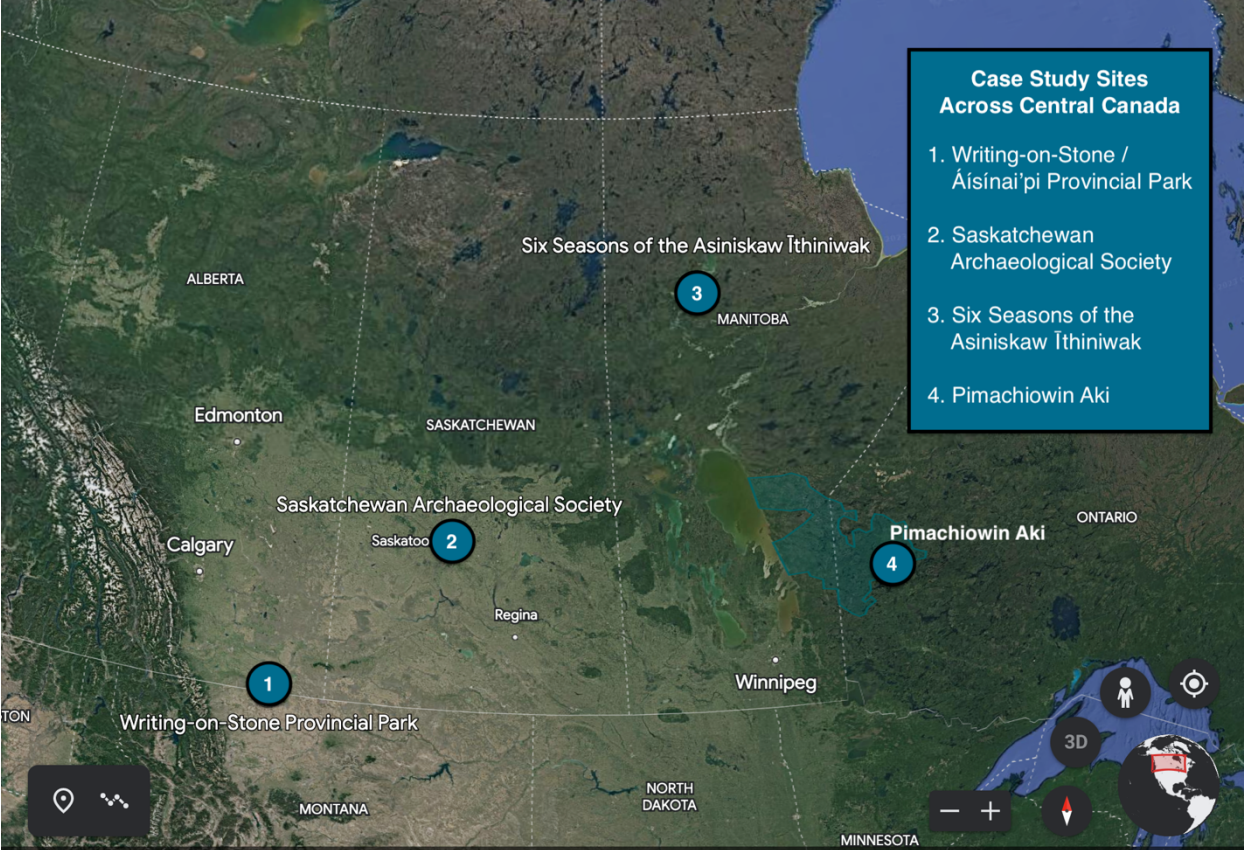 Case Study Sites
Across Central Canada
1. Writing-on-Stone /
Áísínai’pi Provincial Park
2. Saskatchewan
Archaeological Society
3. Six Seasons of the
Asiniskaw Īthiniwak
4. Pimachiowin Aki
Six Seasons of the Asiniskaw Īthiniwak
3
MANITOBA
ALBERTA
Edmonton
SASKATCHEWAN
Saskatchewan Archaeological Society
Saskatoo
2
Calgary
Pimachiowin Aki
4
ONTARIO
Regina
Winnipeg
1
Writing-on-Stone Provincial Park
TON
MONTANA
NORTH
DAKOTA
MINNESOTA
3D